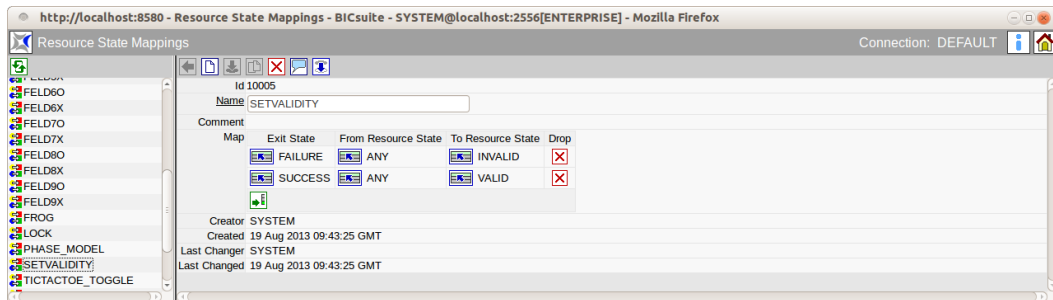 http://localhost:8580 - Resource State Mappings - BICsuite - SYSTEM@localhost:2556[ENTERPRISE] - Mozilla Firefox
Resource State Mappings
Connection: DEFAULT
FELD6O
FELD6X
FELD7O
FELD7X
FELD8O
FELD8X
FELD9O
FELD9X
FROG
LOCK
PHASE_MODEL
SETVALIDITY
TICTACTOE_TOGGLE
Id 10005
Name SETVALIDITY
Comment
Map Exit State From Resource State To Resource State Drop
FAILURE ANY INVALID
SUCCESS ANY VALID
Creator SYSTEM
Created 19 Aug 2013 09:43:25 GMT
Last Changer SYSTEM
Last Changed 19 Aug 2013 09:43:25 GMT